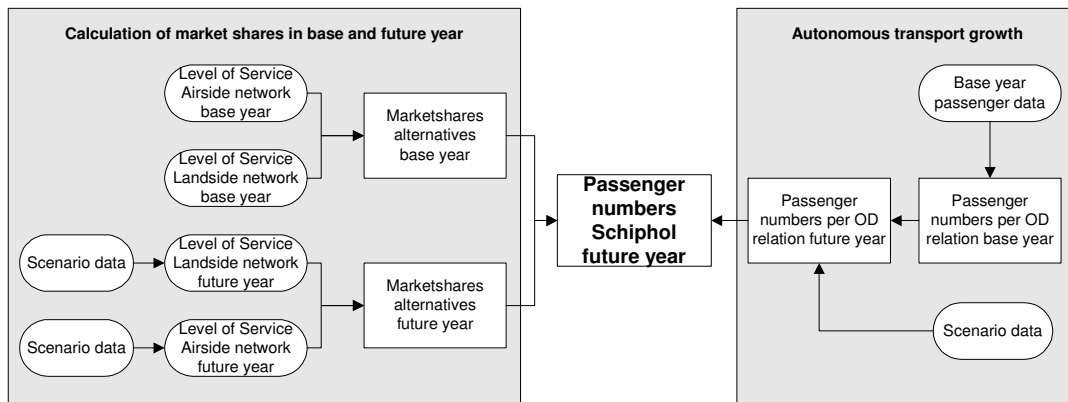 Calculation of market shares in base and future year
Level of Service
Airside network
base year
Level of Service
Landside network
base year
Marketshares
alternatives
base year
Scenario data
Level of Service
Landside network
future year
Scenario data
Level of Service
Airside network
future year
Marketshares
alternatives
future year
Passenger
numbers
Schiphol
future year
Autonomous transport growth
Base year
passenger data
Passenger
numbers per OD
relation future year
Passenger
numbers per OD
relation base year
Scenario data